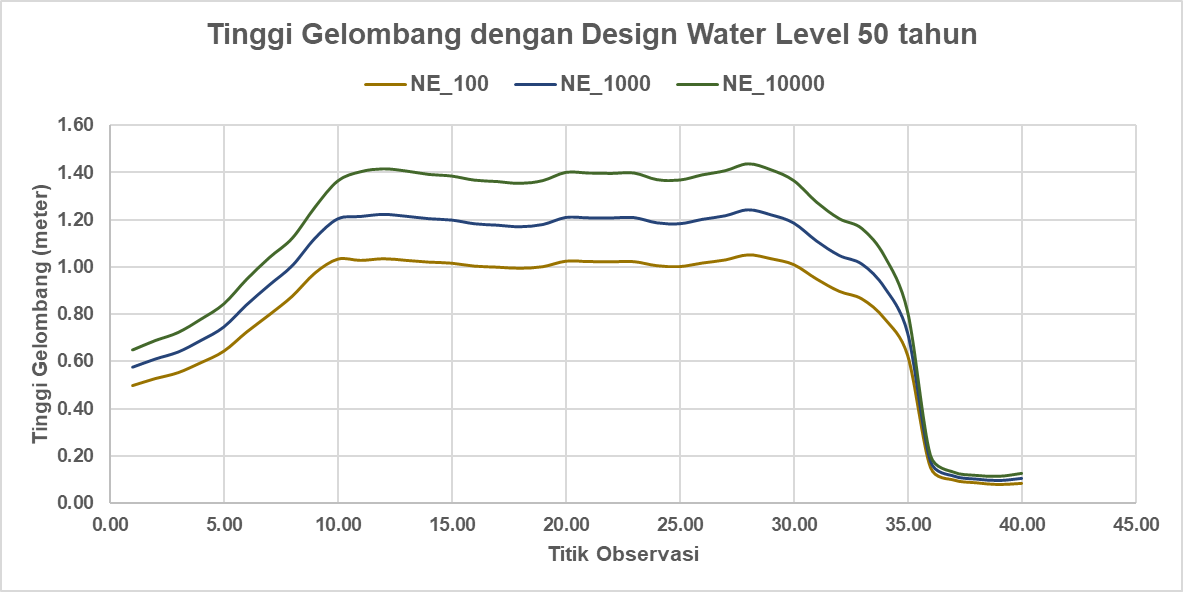 Tinggi Gelombang dengan Design Water Level 50 tahun
NE_100 NE_1000 NE_10000
Tinggi Gelombang (meter)
1.60
1.40
1.20
1.00
0.80
0.60
0.40
0.20
0.00
0.00 5.00 10.00 15.00 20.00 25.00 30.00 35.00 40.00 45.00
Titik Observasi